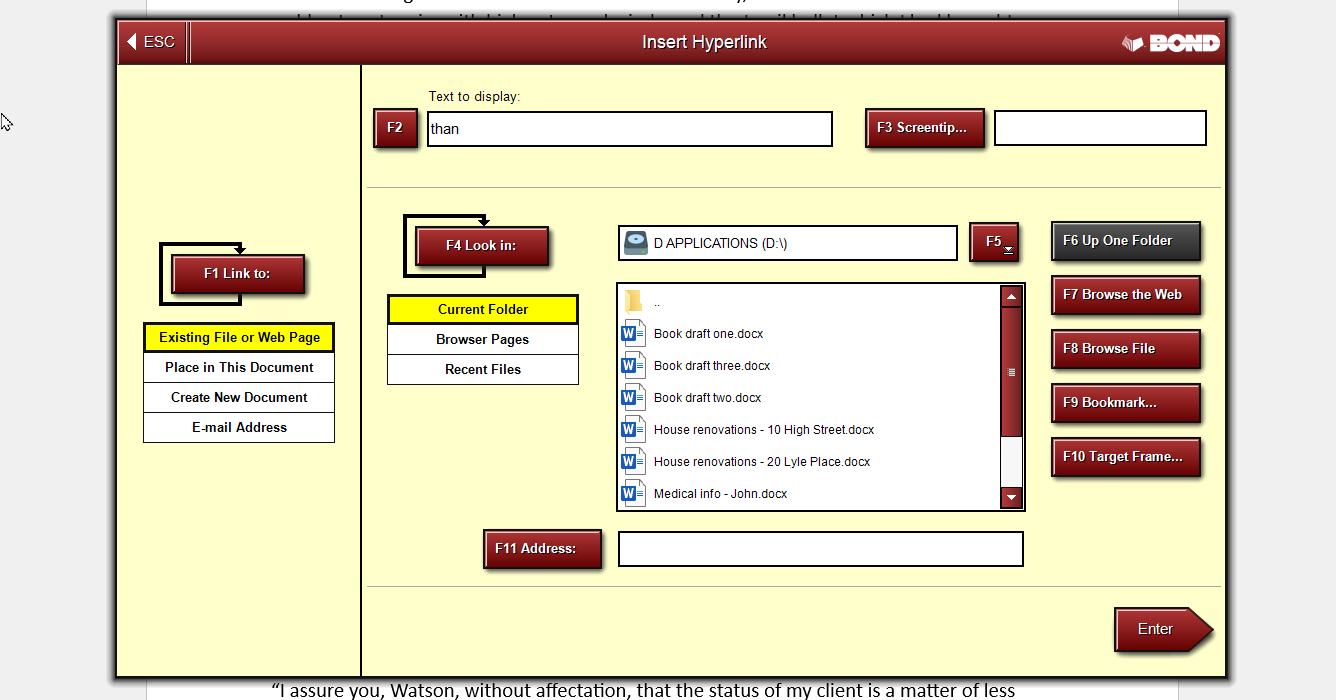 ESC
Insert Hyperlink
BOND
Text to display:
F2
than
F3 Screentip...
F1 Link to:
Existing File or Web Page
Place in This Document
Create New Document
E-mail Address
F4 Look in:
Current Folder
Browser Pages
Recent Files
D APPLICATIONS (D:\)
F5
..
Book draft one.docx
Book draft three.docx
Book draft two.docx
House renovations - 10 High Street.docx
House renovations - 20 Lyle Place.docx
Medical info - John.docx
F6 Up One Folder
F7 Browse the Web
F8 Browse File
F9 Bookmark...
F10 Target Frame...
F11 Address:
Enter
“I assure you, Watson, without affectation, that the status of my client is a matter of less